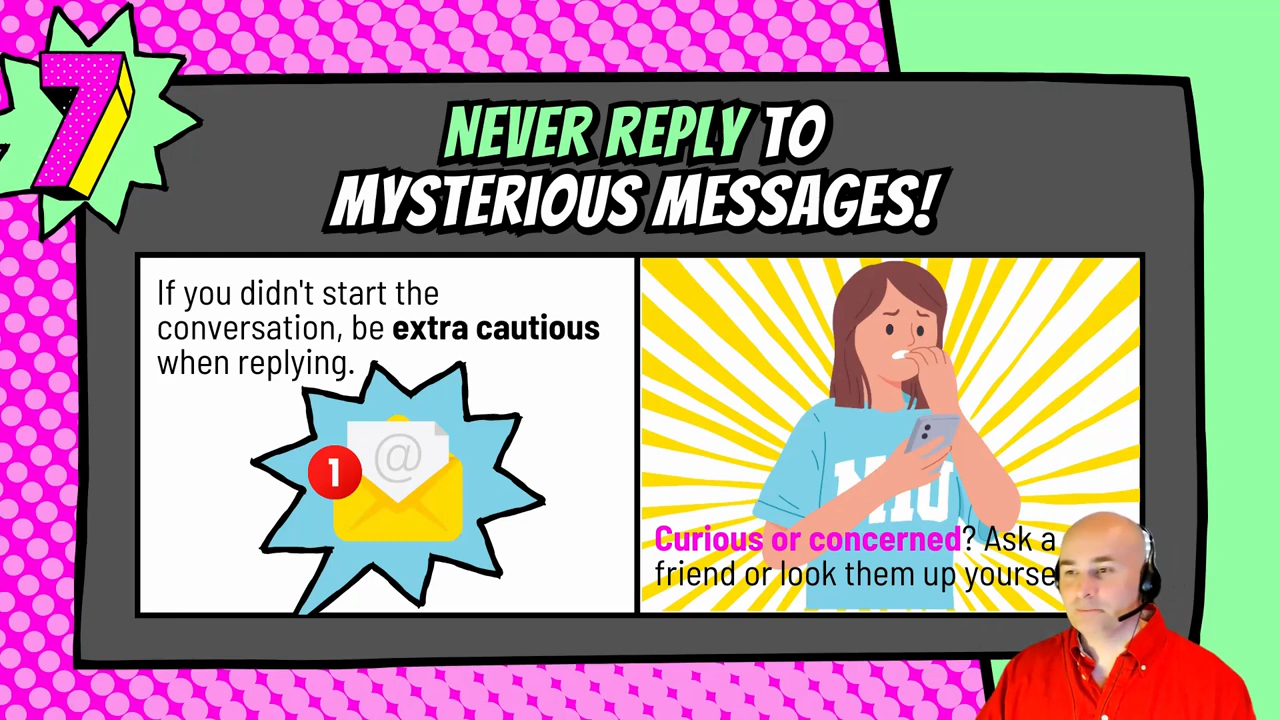 7
NEVER REPLY TO
MYSTERIOUS MESSAGES!
If you didn't start the
conversation, be extra cautious
when replying.
@
1
MIU
Curious or concerned? Ask a
friend or look them up yourse